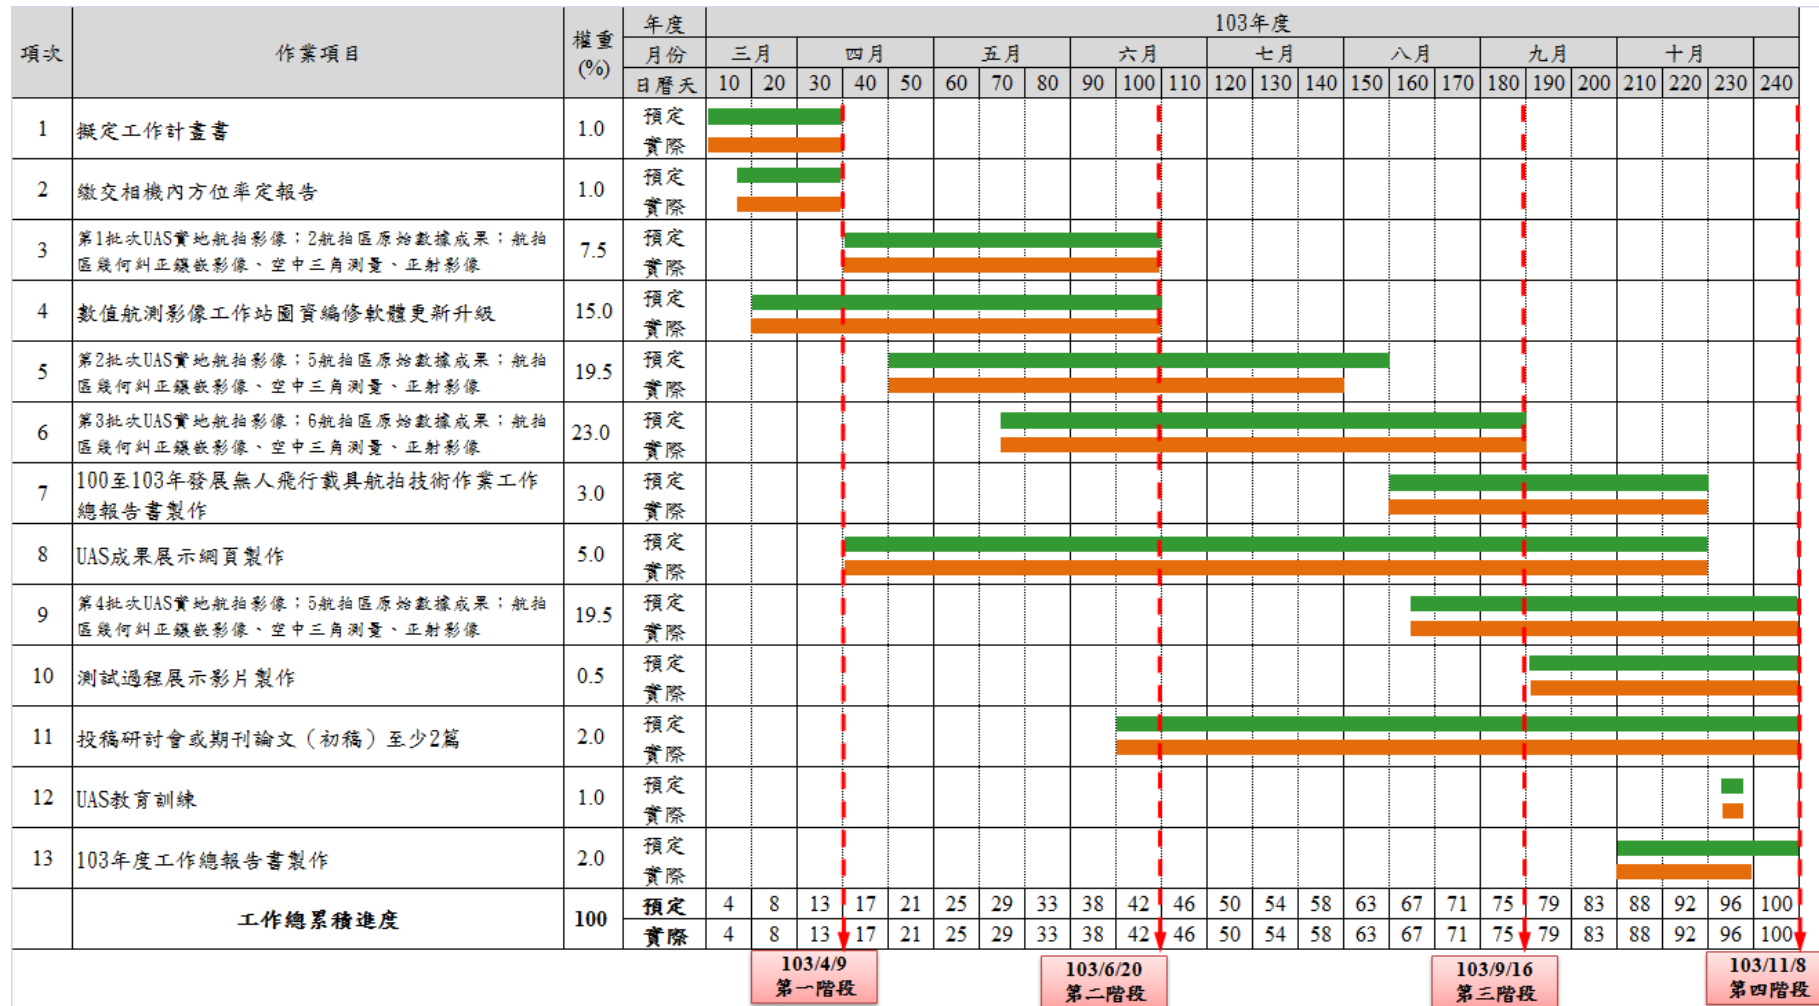 項次 作業項目 權重(%) 年度 103年度
月份 三月 四月 五月 六月 七月 八月 九月 十月
日曆天 10 20 30 40 50 60 70 80 90 100 110 120 130 140 150 160 170 180 190 200 210 220 230 240
1 擬定工作計畫書 1.0 預定
實際
2 繳交相機內方位率定報告 1.0 預定
實際
3 第1批次UAS實地航拍影像；2航拍區原始數據成果；航拍 7.5 預定
區幾何糾正鑲嵌影像、空中三角測量、正射影像 實際
4 數值航測影像工作站圖資編修軟體更新升級 15.0 預定
實際
5 第2批次UAS實地航拍影像；5航拍區原始數據成果；航拍 19.5 預定
區幾何糾正鑲嵌影像、空中三角測量、正射影像 實際
6 第3批次UAS實地航拍影像；6航拍區原始數據成果；航拍 23.0 預定
區幾何糾正鑲嵌影像、空中三角測量、正射影像 實際
7 100至103年發展無人飛行載具航拍技術作業工作 3.0 預定
總報告書製作 實際
8 UAS成果展示網頁製作 5.0 預定
實際
9 第4批次UAS實地航拍影像；5航拍區原始數據成果；航拍 19.5 預定
區幾何糾正鑲嵌影像、空中三角測量、正射影像 實際
10 測試過程展示影片製作 0.5 預定
實際
11 投稿研討會或期刊論文（初稿）至少2篇 2.0 預定
實際
12 UAS教育訓練 1.0 預定
實際
13 103年度工作總報告書製作 2.0 預定
實際
工作總累積進度 100 預定 4 8 13 17 21 25 29 33 38 42 46 50 54 58 63 67 71 75 79 83 88 92 96 100
實際 4 8 13 17 21 25 29 33 38 42 46 50 54 58 63 67 71 75 79 83 88 92 96 100
103/4/9
第一階段
103/6/20
第二階段
103/9/16
第三階段
103/11/8
第四階段